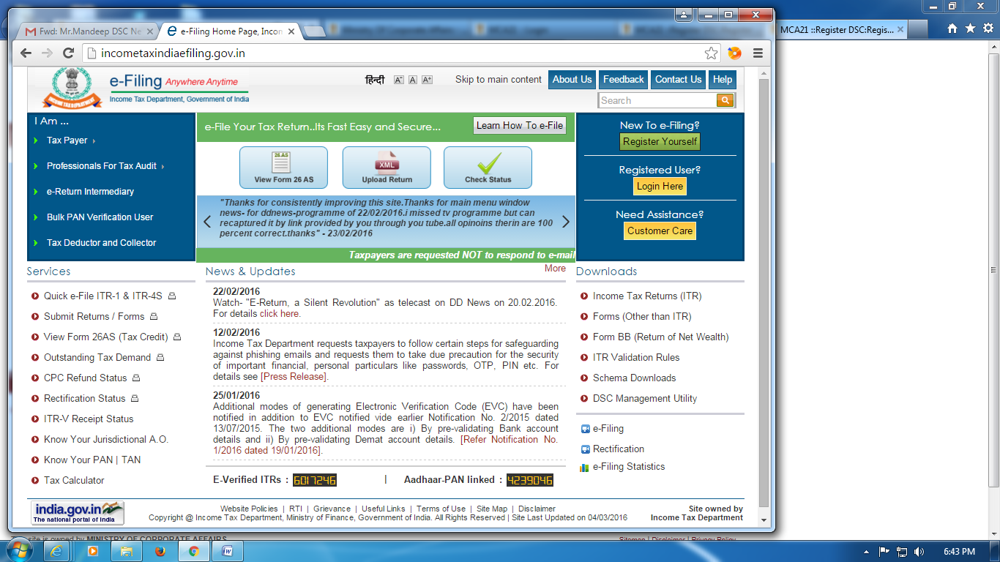 Fwd: Mr.Mandeep DSC Ne
e-Filing Home Page, Incom
MCA21 ::Register DSC:Regis...
incometaxindiaefiling.gov.in
e-Filing Anywhere Anytime
Income Tax Department, Government of India
हिन्दी A- A A+ Skip to main content About Us Feedback Contact Us Help
Search
I Am ...
Tax Payer
Professionals For Tax Audit
e-Return Intermediary
Bulk PAN Verification User
Tax Deductor and Collector
e-File Your Tax Return..Its Fast Easy and Secure...
Learn How To e-File
26 AS
View Form 26 AS
XML
Upload Return
Check Status
"Thanks for consistently improving this site.Thanks for main menu window
news- for ddnews-programme of 22/02/2016.i missed tv programme but can
recaptured it by link provided by you through you tube.all opinoins therin are 100
percent correct.thanks" - 23/02/2016
Taxpayers are requested NOT to respond to e-mail
New To e-Filing?
Register Yourself
Registered User?
Login Here
Need Assistance?
Customer Care
Services
Quick e-File ITR-1 & ITR-4S
Submit Returns / Forms
View Form 26AS (Tax Credit)
Outstanding Tax Demand
CPC Refund Status
Rectification Status
ITR-V Receipt Status
Know Your Jurisdictional A.O.
Know Your PAN | TAN
Tax Calculator
News & Updates
More
22/02/2016
Watch- "E-Return, a Silent Revolution" as telecast on DD News on 20.02.2016.
For details click here.
12/02/2016
Income Tax Department requests taxpayers to follow certain steps for safeguarding
against phishing emails and requests them to take due precaution for the security
of important financial, personal particulars like passwords, OTP, PIN etc. For
details see [Press Release].
25/01/2016
Additional modes of generating Electronic Verification Code (EVC) have been
notified in addition to EVC notified vide earlier Notification No. 2/2015 dated
13/07/2015. The two additional modes are i) By pre-validating Bank account
details and ii) By pre-validating Demat account details. [Refer Notification No.
1/2016 dated 19/01/2016].
E-Verified ITRs : 6017246 | Aadhaar-PAN linked : 4239046
Downloads
Income Tax Returns (ITR)
Forms (Other than ITR)
Form BB (Return of Net Wealth)
ITR Validation Rules
Schema Downloads
DSC Management Utility
e-Filing
Rectification
e-Filing Statistics
india.gov.in
The national portal of India
Website Policies | RTI | Grievance | Useful Links | Terms of Use | Site Map | Disclaimer
Copyright @ Income Tax Department, Ministry of Finance, Government of India. All Rights Reserved | Site Last Updated on 04/03/2016
Site owned by
Income Tax Department
site is owned by MINISTRY OF CORPORATE AFFAIRS
Sitemap | Disclaimer | Privacy Policy
6:43 PM